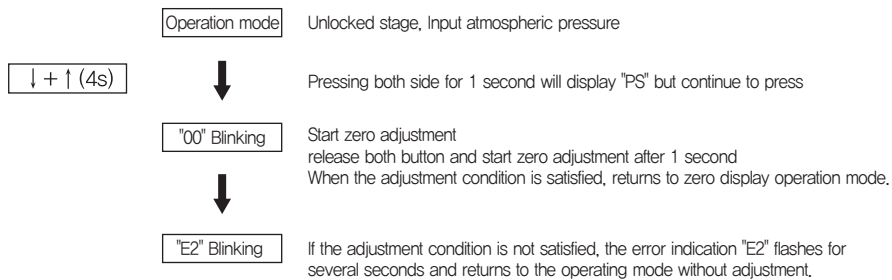 Operation mode Unlocked stage, Input atmospheric pressure
↓+↑(4s) Pressing both side for 1 second will display "PS" but continue to press
"00" Blinking Start zero adjustment
release both button and start zero adjustment after 1 second
When the adjustment condition is satisfied, returns to zero display operation mode.
"E2" Blinking If the adjustment condition is not satisfied, the error indication "E2" flashes for
several seconds and returns to the operating mode without adjustment.